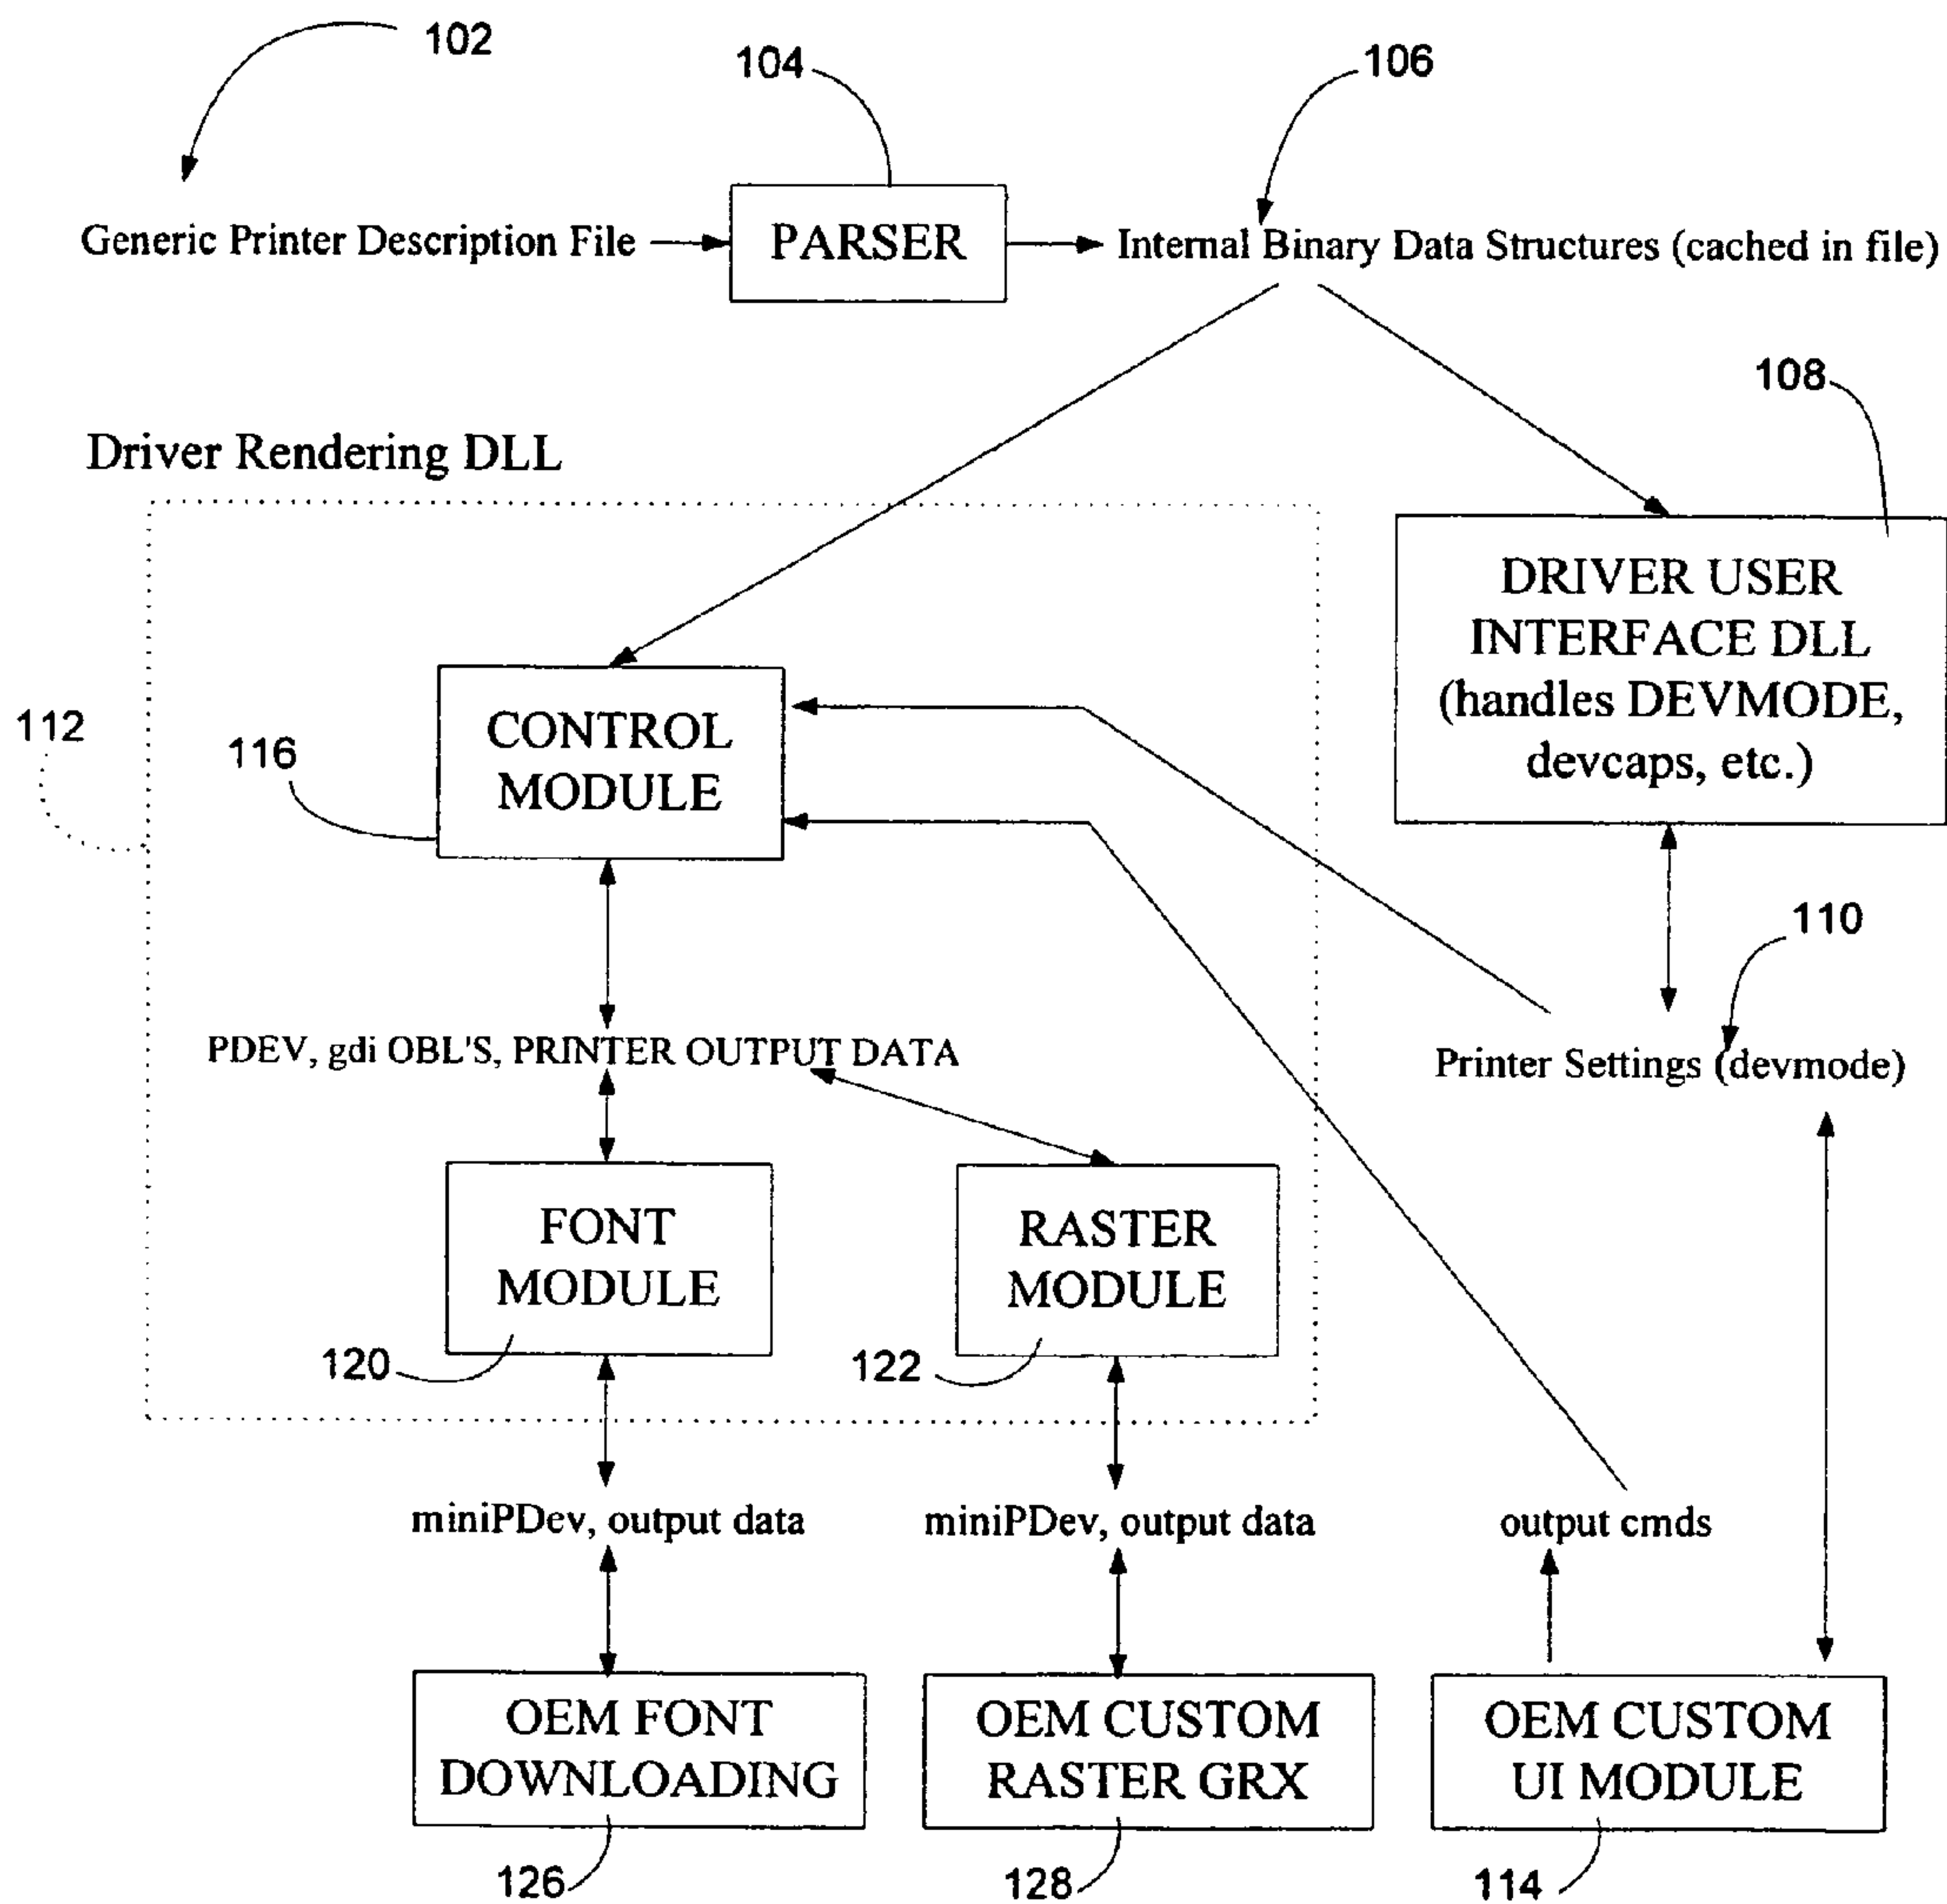 102
104
106
Generic Printer Description File
PARSER
Internal Binary Data Structures (cached in file)
108
Driver Rendering DLL
DRIVER USER
INTERFACE DLL
(handles DEVMODE,
devcaps, etc.)
112
116
CONTROL
MODULE
110
PDEV, gdi OBL'S, PRINTER OUTPUT DATA
Printer Settings (devmode)
FONT
MODULE
RASTER
MODULE
120
122
miniPDev, output data
miniPDev, output data
output cmds
OEM FONT
DOWNLOADING
OEM CUSTOM
RASTER GRX
OEM CUSTOM
UI MODULE
126
128
114